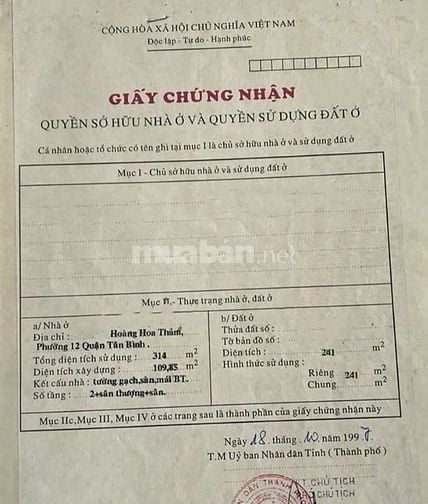 CỘNG HÒA XÃ HỘI CHỦ NGHĨA VIỆT NAM
Độc lập - Tự do - Hạnh phúc
GIẤY CHỨNG NHẬN
QUYỀN SỞ HỮU NHÀ Ở VÀ QUYỀN SỬ DỤNG ĐẤT Ở
Cá nhân hoặc tổ chức có tên ghi tại mục I là chủ sở hữu nhà ở và sử dụng đất ở
Mục I - Chủ sở hữu nhà ở và sử dụng đất ở
muaban.net
Mục II.- Thực trạng nhà ở, đất ở
a/ Nhà ở
Địa chỉ : Hoàng Hoa Thám,
Phường 12 Quận Tân Bình.
Tổng diện tích sử dụng : 314 m2
Diện tích xây dựng : 109,85 m2
Kết cấu nhà : tường gạch,sàn,mái BT.
Số tầng : 2+sân thượng+sân.
b/ Đất ở
Thửa đất số :
Tờ bản đồ số :
Diện tích : 241 m2
Hình thức sử dụng :
Riêng 241 m2
Chung m2
Mục IIc, Mục III, Mục IV ở các trang sau là thành phần của giấy chứng nhận này
Ngày 18. tháng. 10. năm 1997
T.M Uỷ ban Nhân dân Tỉnh ( Thành phố )
CHỦ TỊCH
CHỦ TỊCH